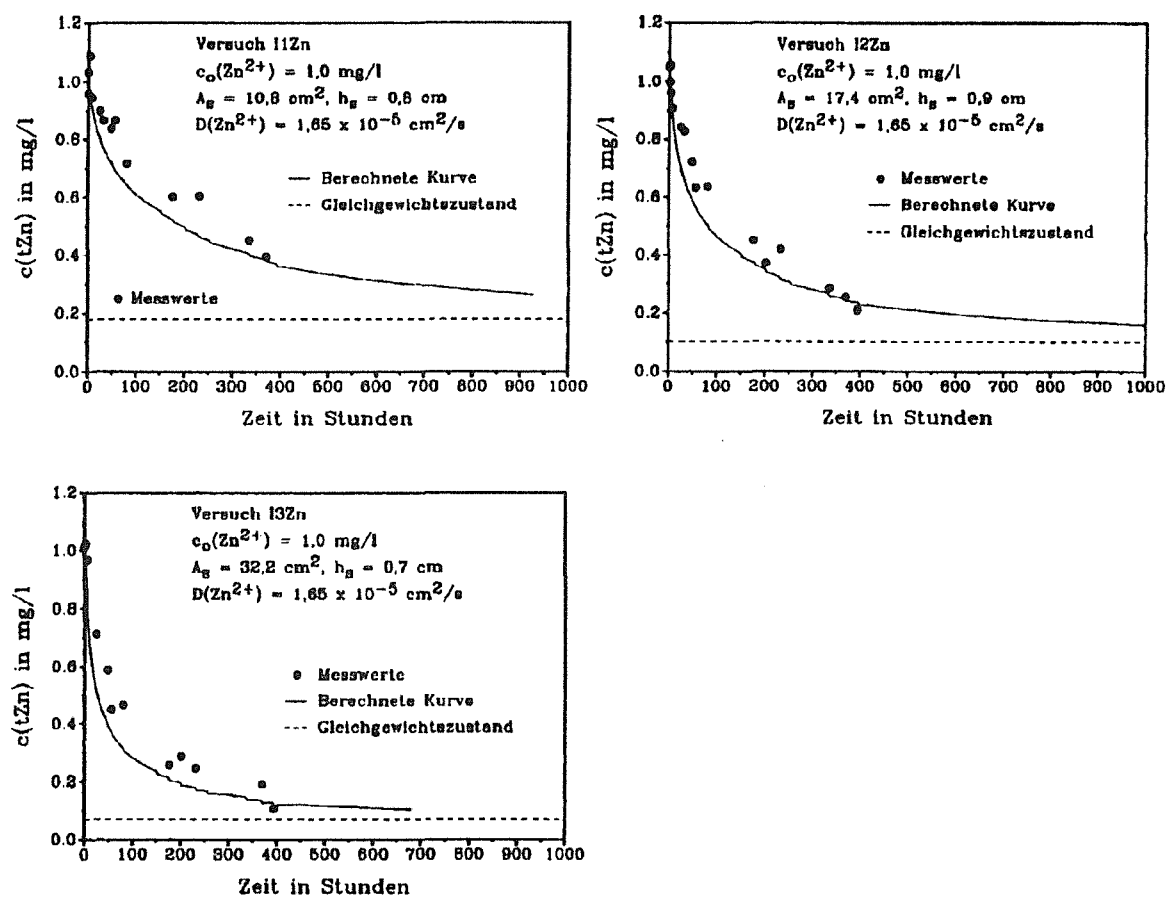 1.2
Versuch I1Zn
c₀(Zn²⁺) = 1,0 mg/l
Aₛ = 10,8 cm², hₛ = 0,8 cm
D(Zn²⁺) = 1,65 x 10⁻⁵ cm²/s
1.0
0.8
0.6
0.4
0.2
0.0
Berechnete Kurve
Gleichgewichtszustand
Messwerte
c(tZn) in mg/l
0 100 200 300 400 500 600 700 800 900 1000
Zeit in Stunden
1.2
Versuch I2Zn
c₀(Zn²⁺) = 1,0 mg/l
Aₛ = 17,4 cm², hₛ = 0,9 cm
D(Zn²⁺) = 1,65 x 10⁻⁵ cm²/s
1.0
0.8
0.6
0.4
0.2
0.0
Messwerte
Berechnete Kurve
Gleichgewichtszustand
c(tZn) in mg/l
0 100 200 300 400 500 600 700 800 900 1000
Zeit in Stunden
1.2
Versuch I3Zn
c₀(Zn²⁺) = 1,0 mg/l
Aₛ = 32,2 cm², hₛ = 0,7 cm
D(Zn²⁺) = 1,65 x 10⁻⁵ cm²/s
1.0
0.8
0.6
0.4
0.2
0.0
Messwerte
Berechnete Kurve
Gleichgewichtszustand
c(tZn) in mg/l
0 100 200 300 400 500 600 700 800 900 1000
Zeit in Stunden